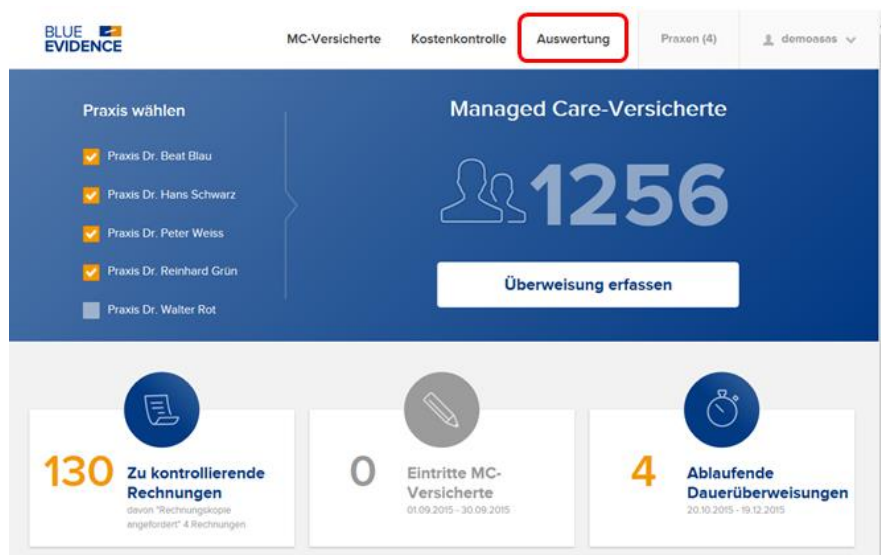 BLUE
EVIDENCE
MC-Versicherte
Kostenkontrolle
Auswertung
Praxen (4)
demoasas
Praxis wählen
Praxis Dr. Beat Blau
Praxis Dr. Hans Schwarz
Praxis Dr. Peter Weiss
Praxis Dr. Reinhard Grün
Praxis Dr. Walter Rot
Managed Care-Versicherte
1256
Überweisung erfassen
130
Zu kontrollierende
Rechnungen
davon "Rechnungskopie
angefordert" 4 Rechnungen
0
Eintritte MC-
Versicherte
01.09.2015 - 30.09.2015
4
Ablaufende
Dauerüberweisungen
20.10.2015 - 19.12.2015